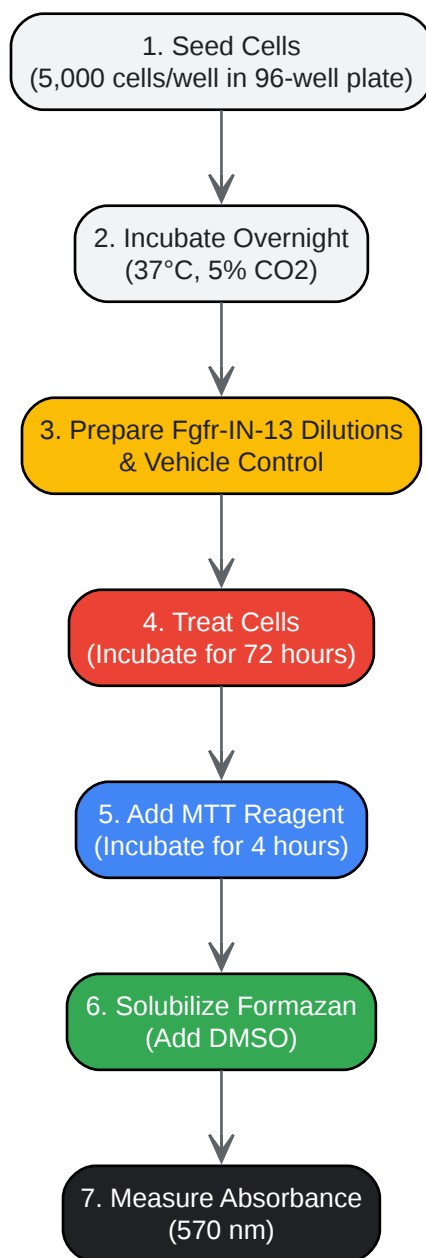 1. Seed Cells
(5,000 cells/well in 96-well plate)
2. Incubate Overnight
(37°C, 5% CO2)
3. Prepare Fgfr-IN-13 Dilutions
& Vehicle Control
4. Treat Cells
(Incubate for 72 hours)
5. Add MTT Reagent
(Incubate for 4 hours)
6. Solubilize Formazan
(Add DMSO)
7. Measure Absorbance
(570 nm)